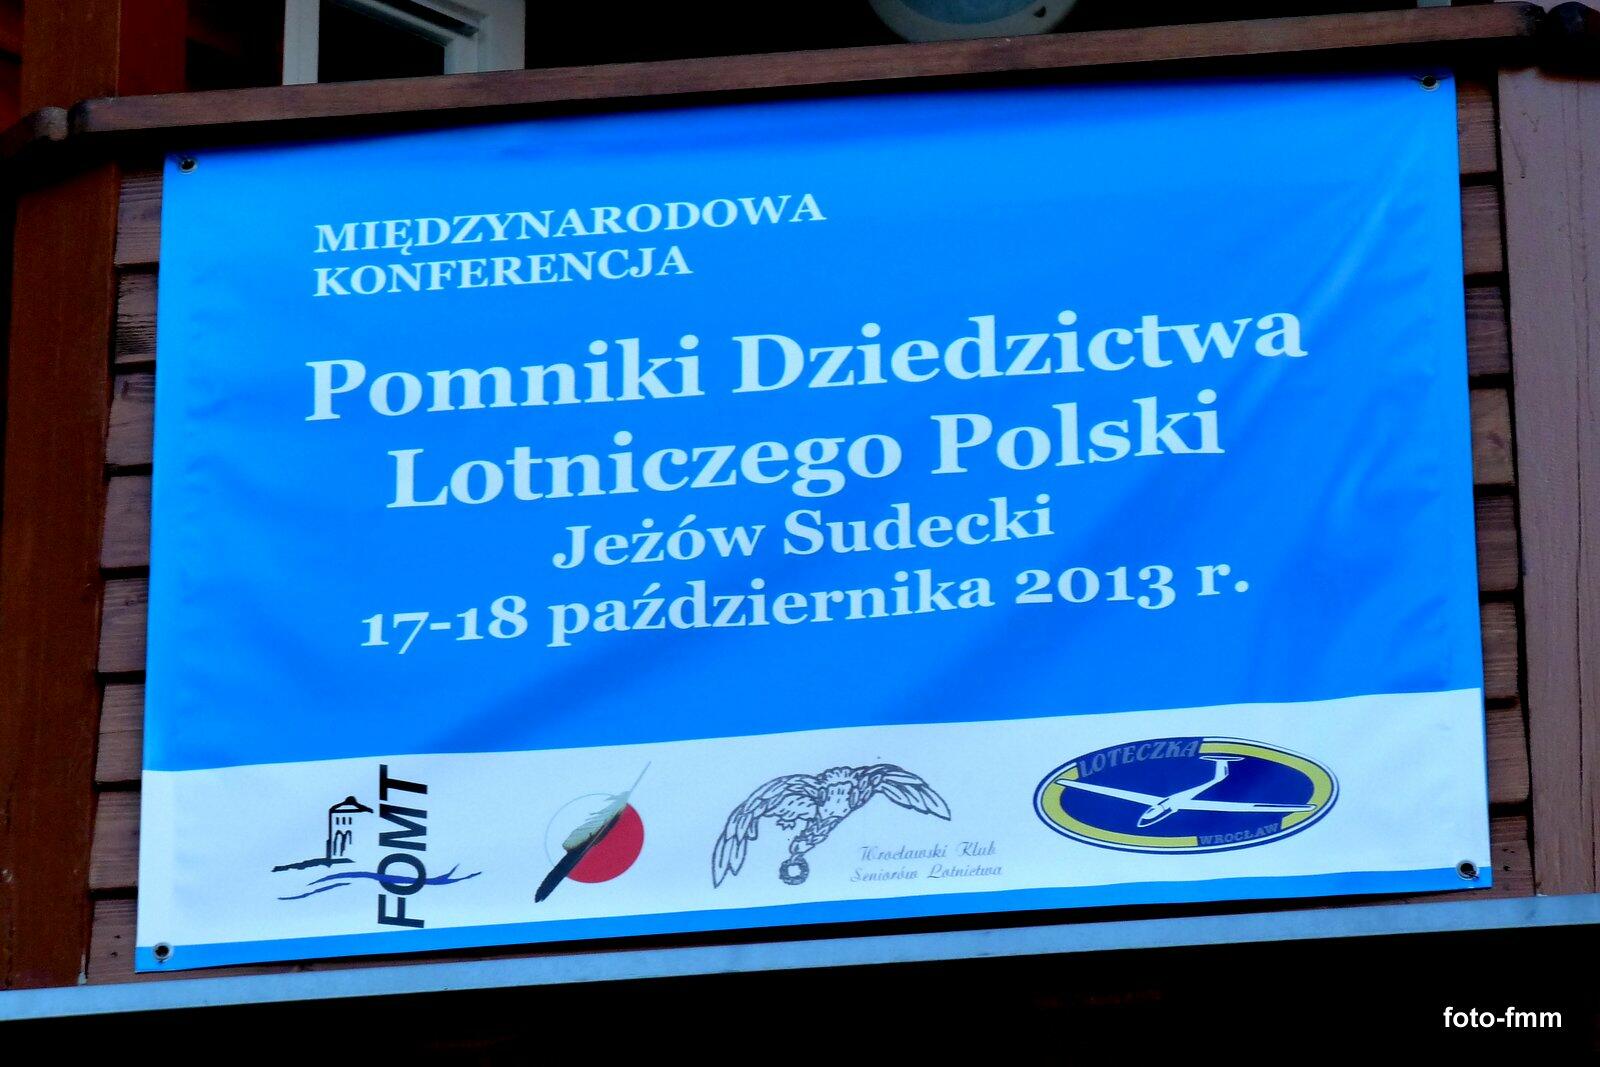 MIĘDZYNARODOWA
KONFERENCJA
Pomniki Dziedzictwa
Lotniczego Polski
Jeżów Sudecki
17-18 października 2013 r.
FOMT
Wrocławski Klub
Seniorów Lotnictwa
LOTECZKA
WROCŁAW
foto-fmm